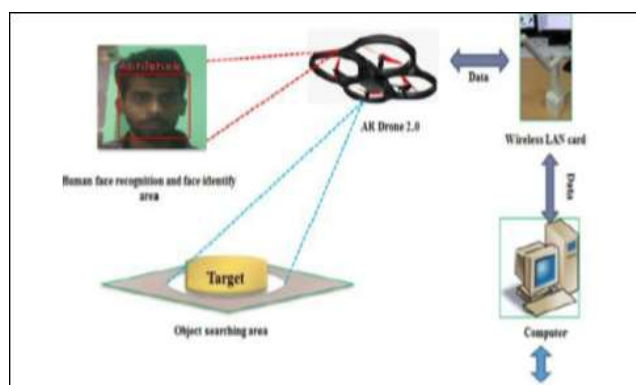 Abhishek
Data
AR Drone 2.0
Wireless LAN card
Human face recognition and face identify
area
Data
Target
Object searching area
Computer